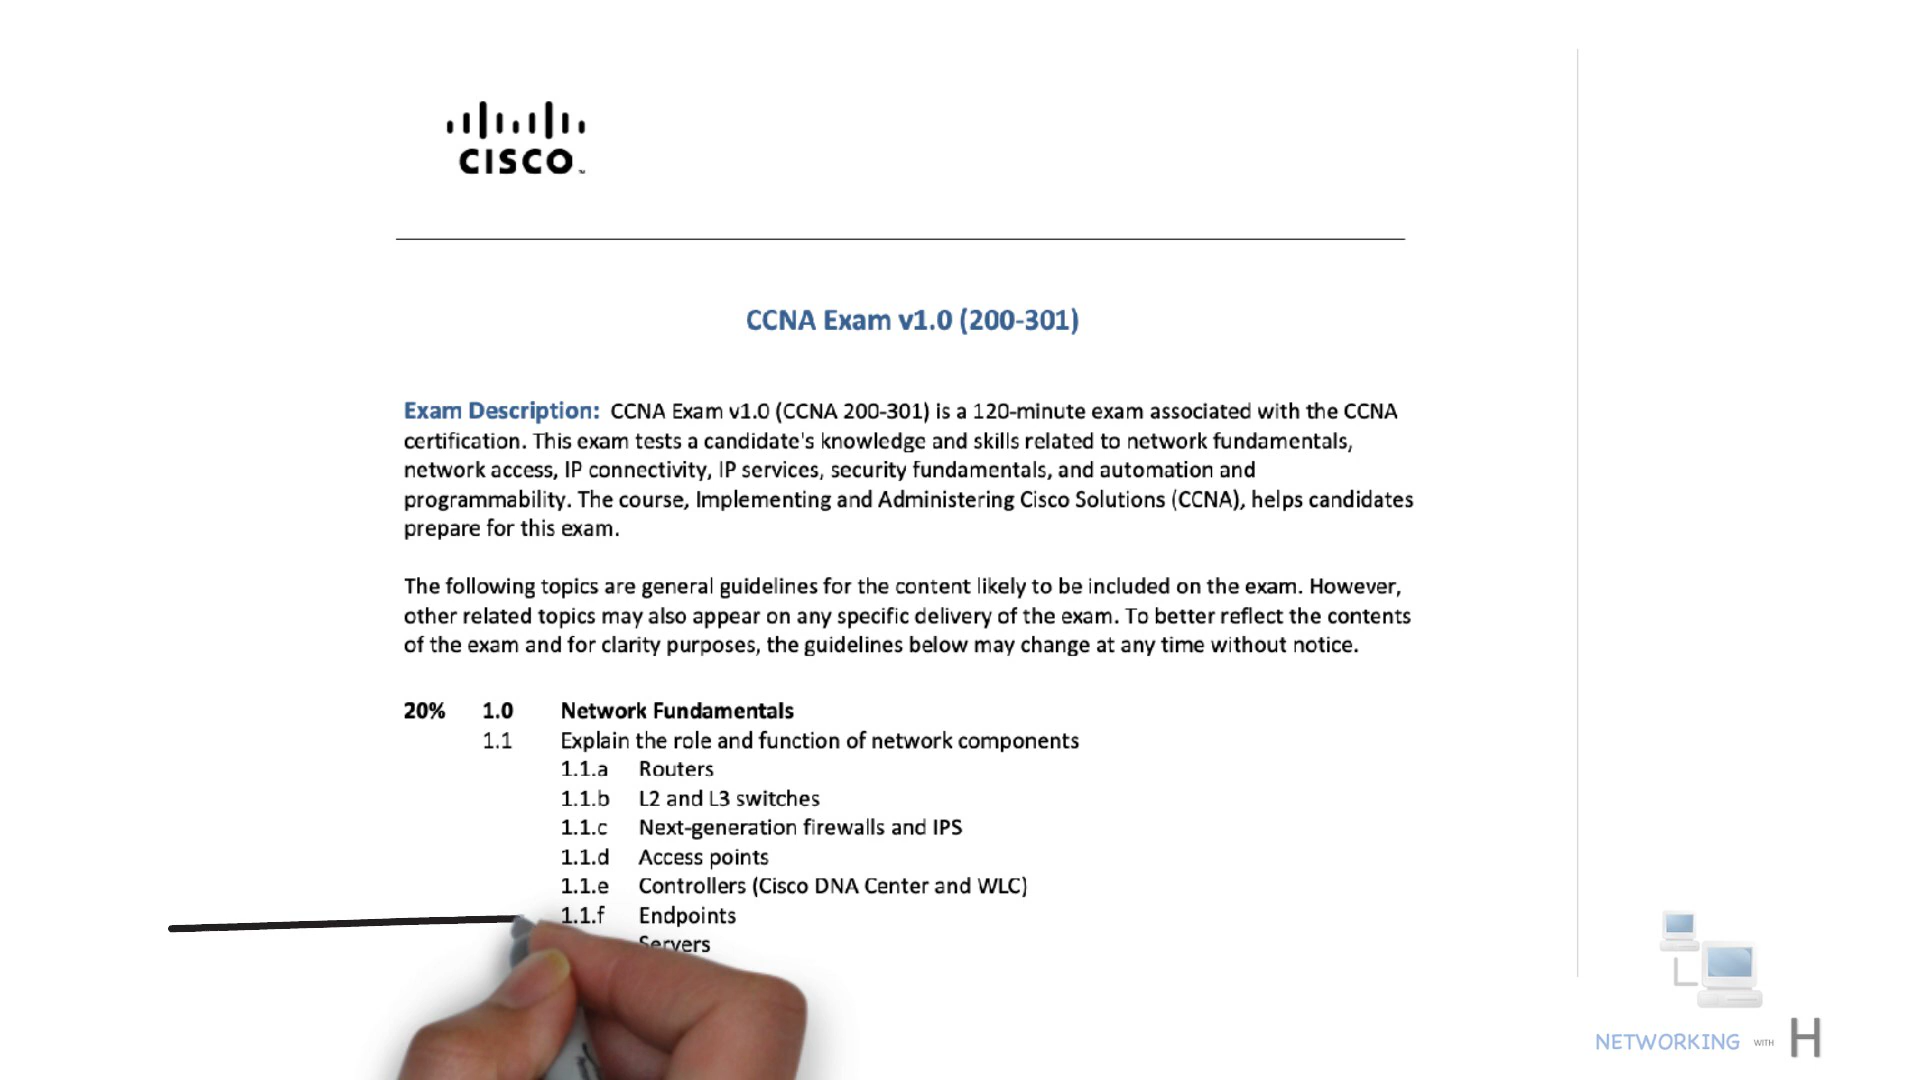 CISCO
CCNA Exam v1.0 (200-301)
Exam Description: CCNA Exam v1.0 (CCNA 200-301) is a 120-minute exam associated with the CCNA
certification. This exam tests a candidate's knowledge and skills related to network fundamentals,
network access, IP connectivity, IP services, security fundamentals, and automation and
programmability. The course, Implementing and Administering Cisco Solutions (CCNA), helps candidates
prepare for this exam.
The following topics are general guidelines for the content likely to be included on the exam. However,
other related topics may also appear on any specific delivery of the exam. To better reflect the contents
of the exam and for clarity purposes, the guidelines below may change at any time without notice.
20% 1.0 Network Fundamentals
1.1 Explain the role and function of network components
1.1.a Routers
1.1.b L2 and L3 switches
1.1.c Next-generation firewalls and IPS
1.1.d Access points
1.1.e Controllers (Cisco DNA Center and WLC)
1.1.f Endpoints
Servers
NETWORKING WITH H